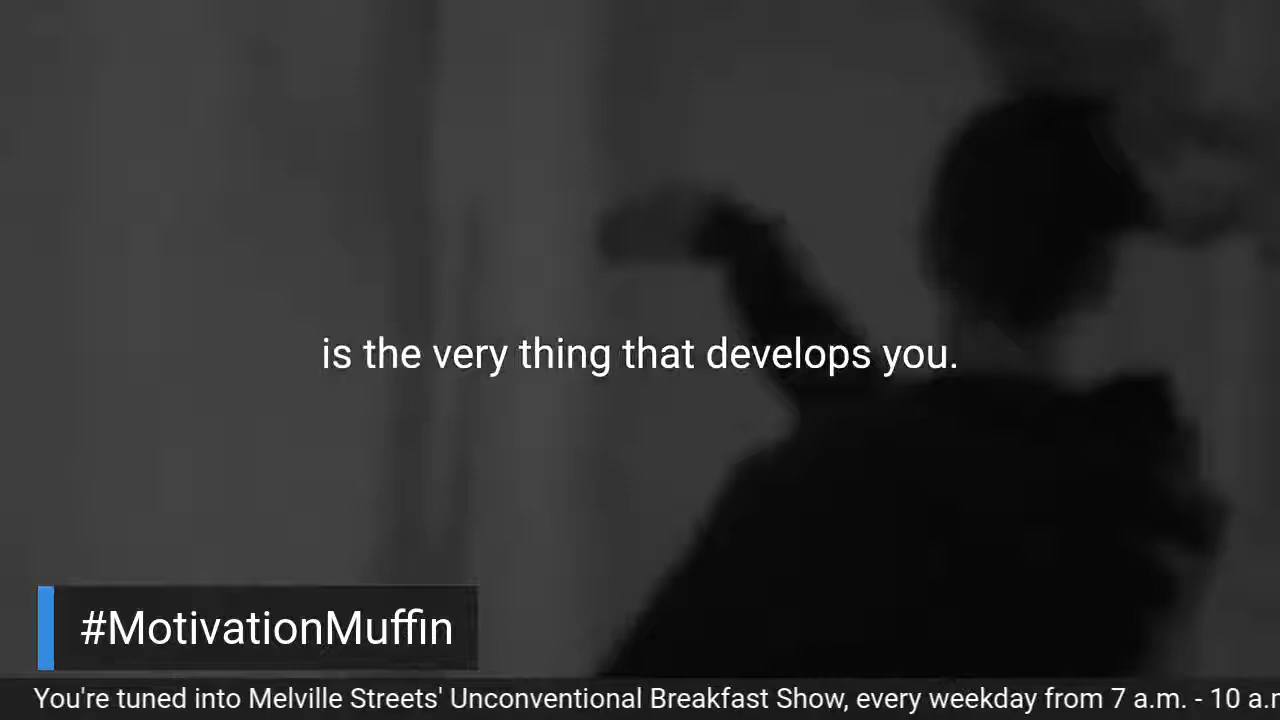 is the very thing that develops you.
#MotivationMuffin
You're tuned into Melville Streets' Unconventional Breakfast Show, every weekday from 7 a.m. - 10 a.